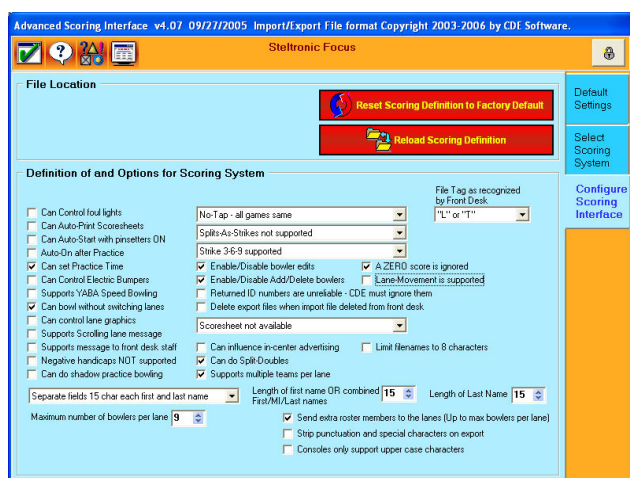 Advanced Scoring Interface v4.07 09/27/2005 Import/Export File format Copyright 2003-2006 by CDE Software.
Steltronic Focus
File Location
Reset Scoring Definition to Factory Default
Reload Scoring Definition
Default Settings
Select Scoring System
Configure Scoring Interface
Definition of and Options for Scoring System
File Tag as recognized by Front Desk
"L" or "T"
Can Control foul lights
Can Auto-Print Scoresheets
Can Auto-Start with pinsetters ON
Auto-On after Practice
Can set Practice Time
Can Control Electric Bumpers
Supports YABA Speed Bowling
Can bowl without switching lanes
Can control lane graphics
Supports Scrolling lane message
Supports message to front desk staff
Negative handicaps NOT supported
Can do shadow practice bowling
No-Tap - all games same
Splits-As-Strikes not supported
Strike 3-6-9 supported
Enable/Disable bowler edits
A ZERO score is ignored
Enable/Disable Add/Delete bowlers
Lane-Movement is supported
Returned ID numbers are unreliable - CDE must ignore them
Delete export files when import file deleted from front desk
Scoresheet not available
Can influence in-center advertising
Limit filenames to 8 characters
Can do Split-Doubles
Supports multiple teams per lane
Separate fields 15 char each first and last name
Length of first name OR combined First/MI/Last names
15
Length of Last Name
15
Maximum number of bowlers per lane
9
Send extra roster members to the lanes (Up to max bowlers per lane)
Strip punctuation and special characters on export
Consoles only support upper case characters